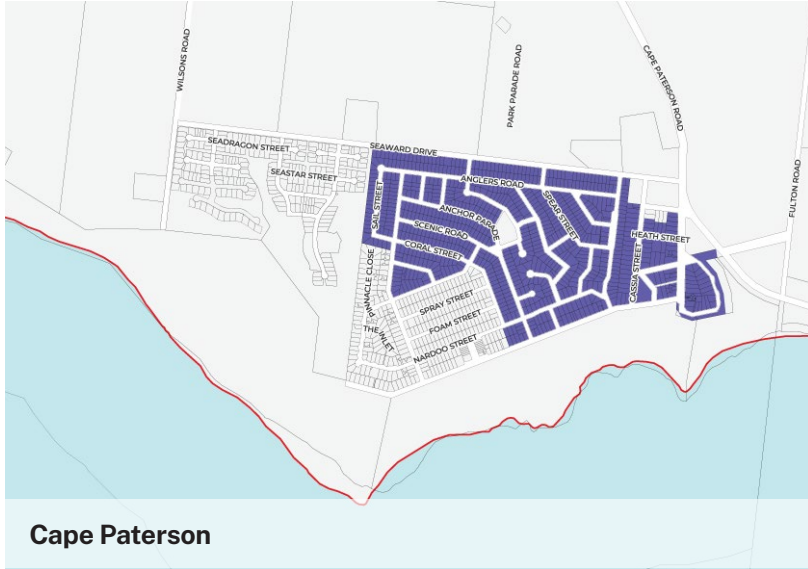 WILSONS ROAD
PARK PARADE ROAD
CAPE PATERSON ROAD
FULTON ROAD
SEADRAGON STREET
SEAWARD DRIVE
SEASTAR STREET
ANGLERS ROAD
SAIL STREET
ANCHOR PARADE
SPEAR STREET
SCENIC ROAD
HEATH STREET
CORAL STREET
CASSIA STREET
PINNACLE CLOSE
SPRAY STREET
THE INLET
FOAM STREET
NARDOO STREET
Cape Paterson